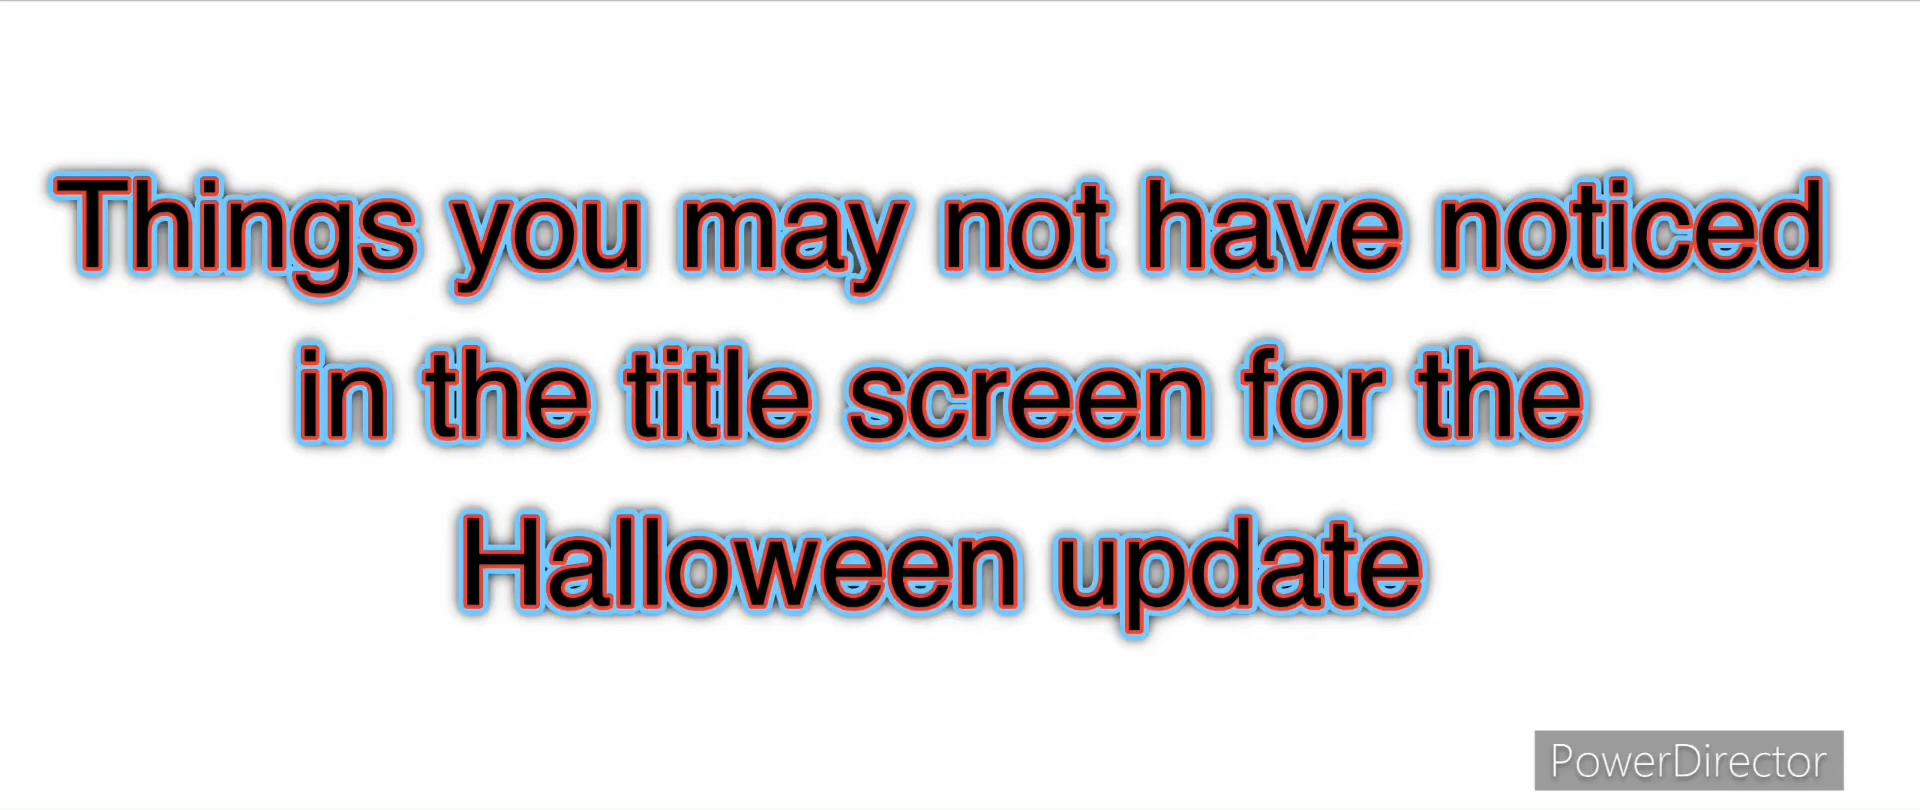 Things you may not have noticed
in the title screen for the
Halloween update
PowerDirector